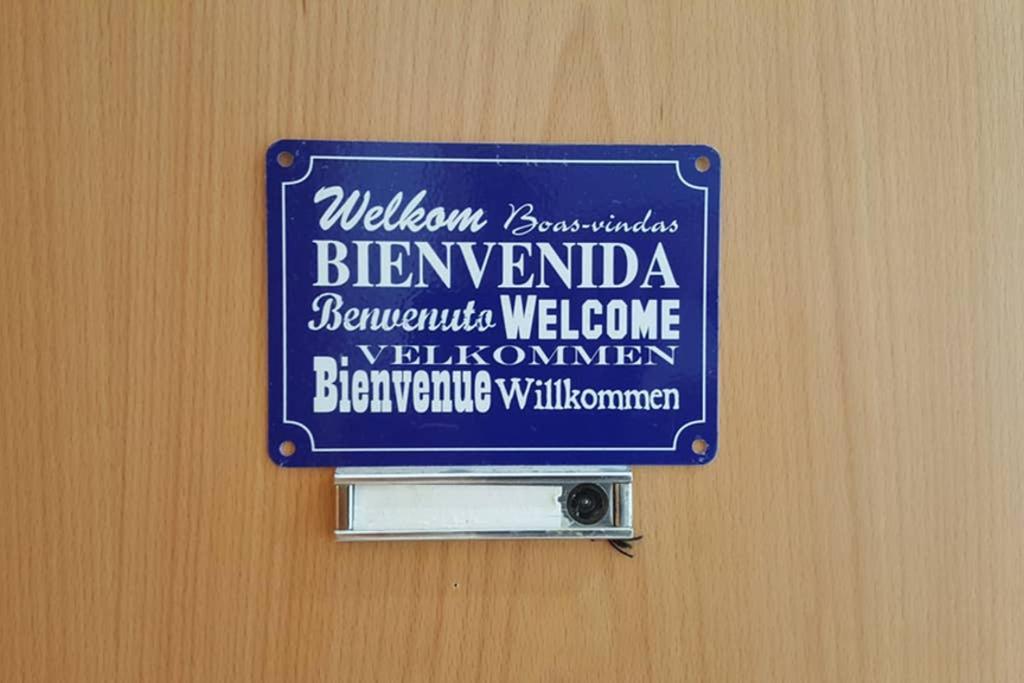 Welkom Boas-vindas
BIENVENIDA
Benvenuto WELCOME
VELKOMMEN
Bienvenue Willkommen